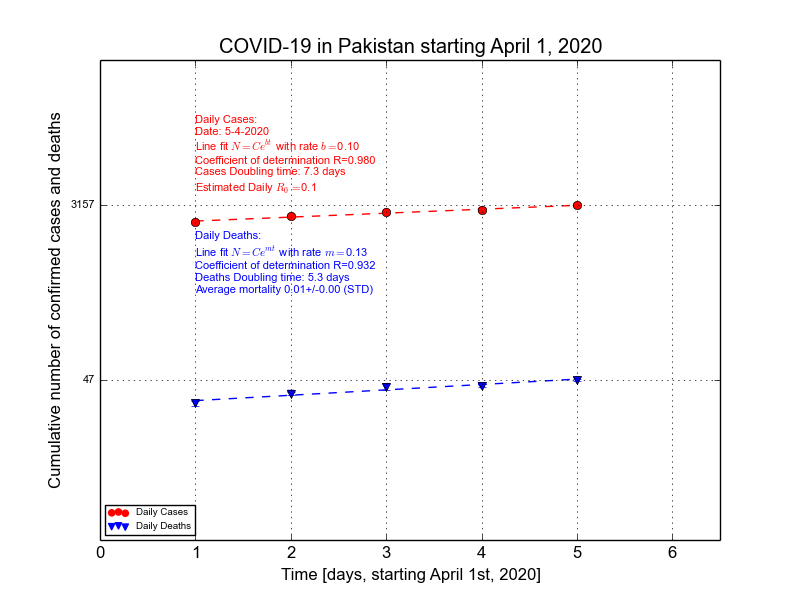 COVID-19 in Pakistan starting April 1, 2020
Cumulative number of confirmed cases and deaths
Daily Cases:
Date: 5-4-2020
Line fit N=Ce^{bt} with rate b=0.10
Coefficient of determination R=0.980
Cases Doubling time: 7.3 days
Estimated Daily R_0=0.1
3157
Daily Deaths:
Line fit N=Ce^{mt} with rate m=0.13
Coefficient of determination R=0.932
Deaths Doubling time: 5.3 days
Average mortality 0.01+/-0.00 (STD)
47
Daily Cases
Daily Deaths
0 1 2 3 4 5 6
Time [days, starting April 1st, 2020]